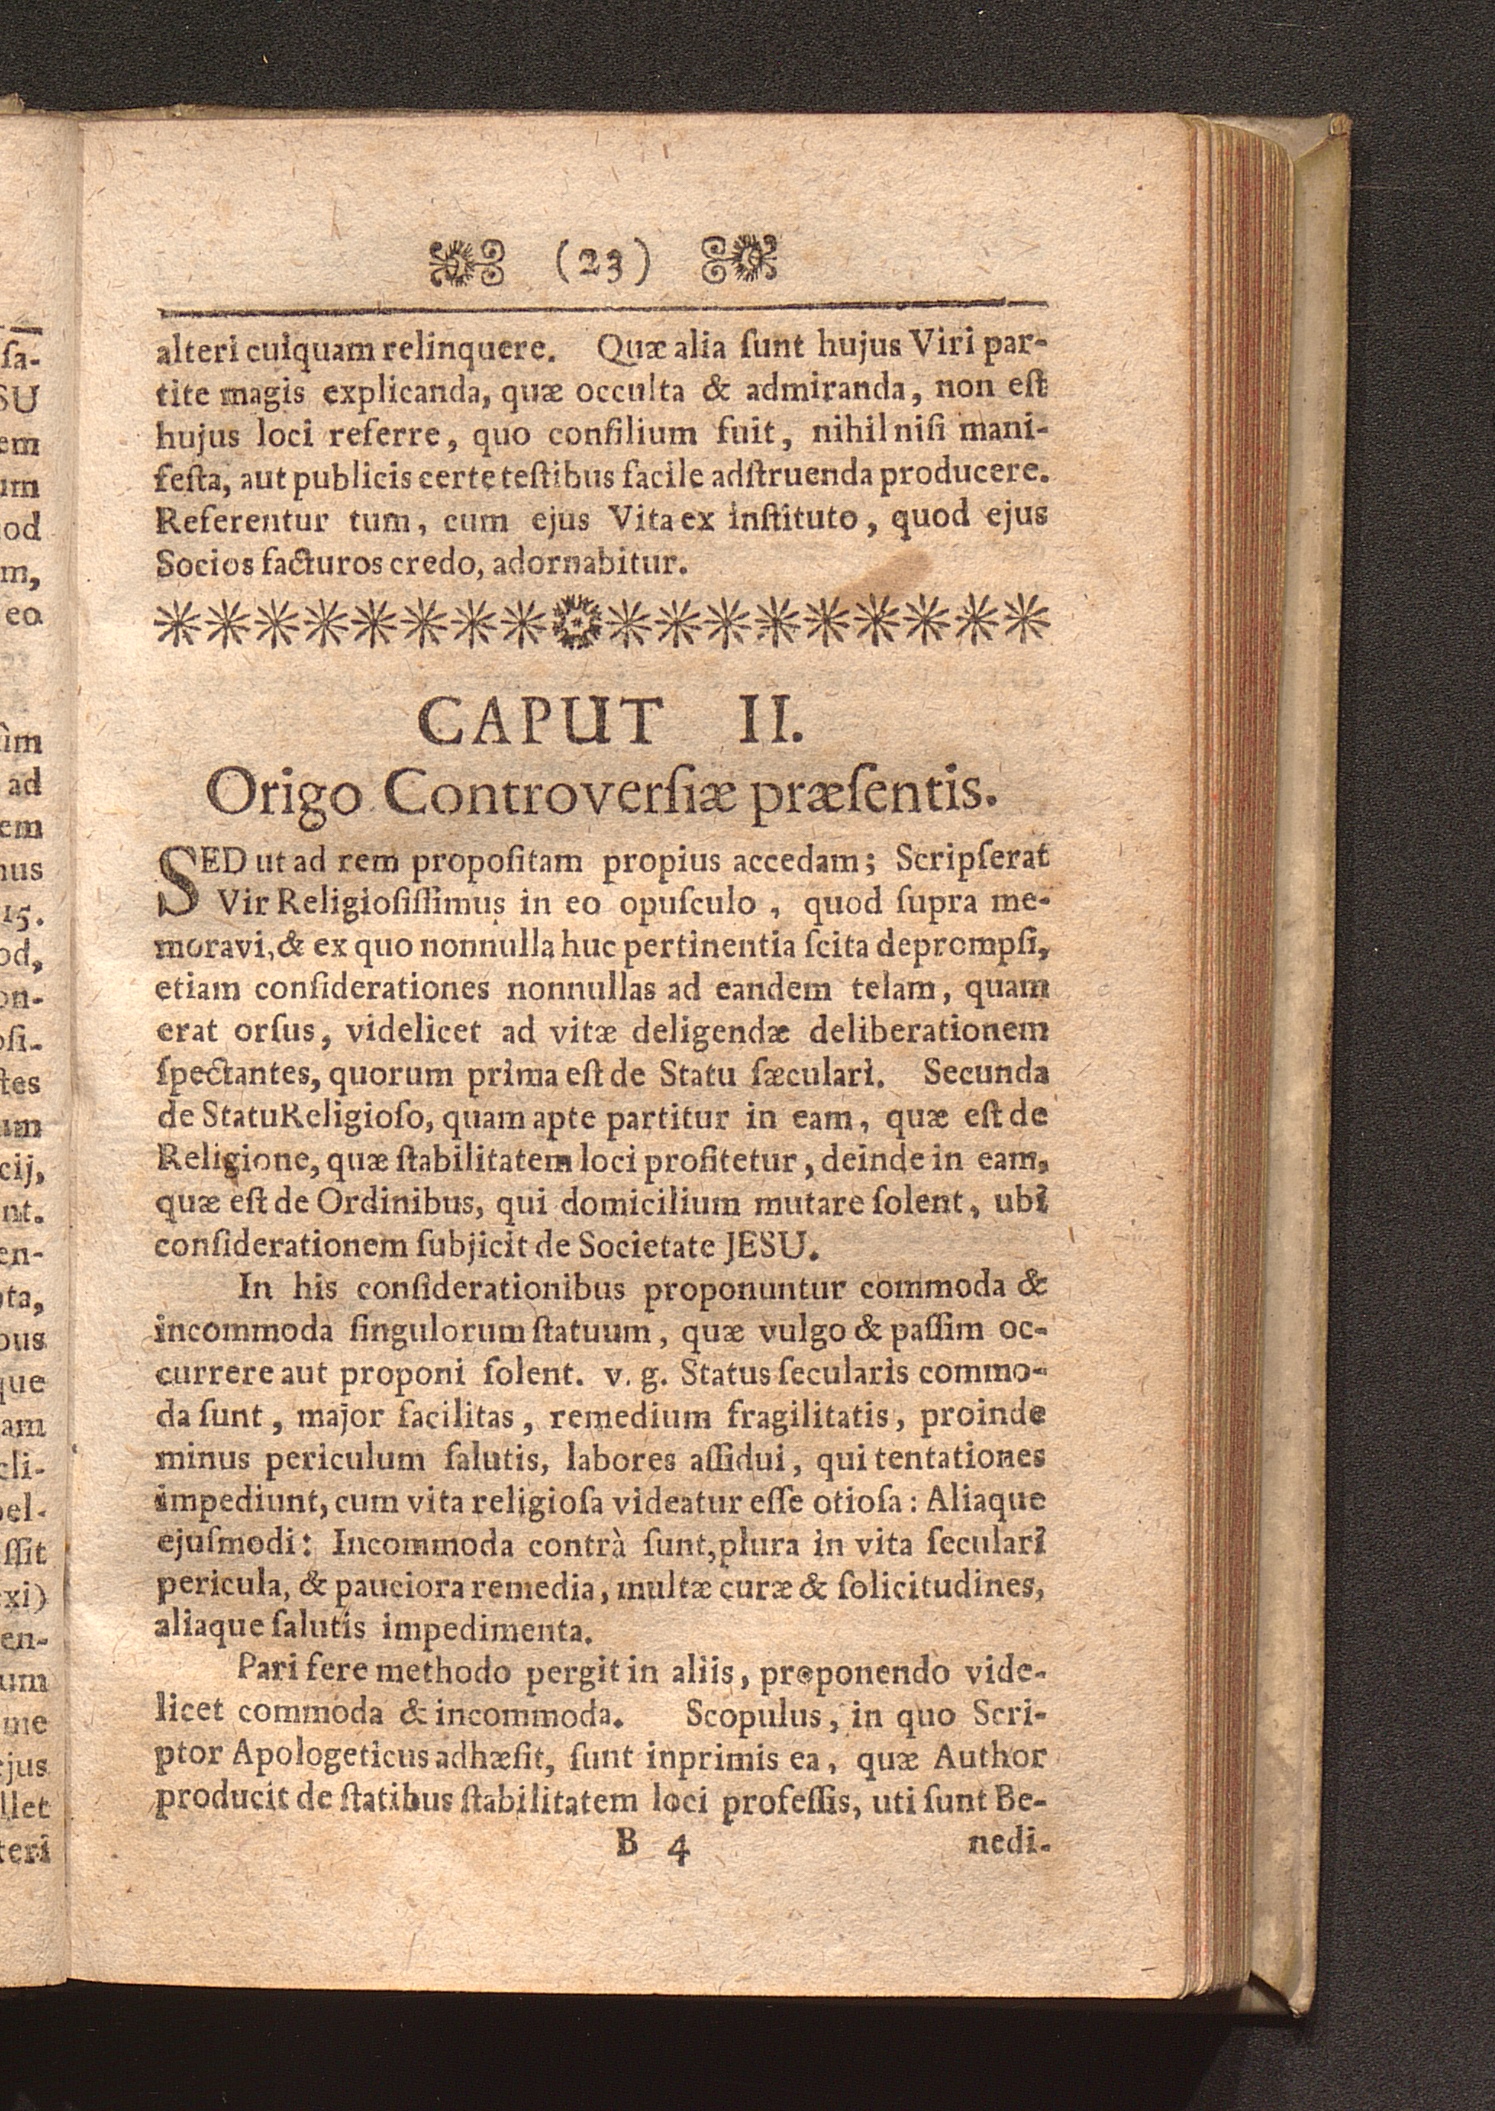 (23)
alteri cuiquam relinquere. Quæ alia ſunt hujus Viri par-
tite magis explicanda, quæ occulta & admiranda, non eſt
hujus loci referre, quo conſilium fuit, nihil niſi mani-
feſta, aut publicis certe teſtibus facile adſtruenda producere.
Referentur tum, cum ejus Vita ex inſtituto, quod ejus
Socios facturos credo, adornabitur.
CAPUT II.
Origo Controverſiæ præſentis.
SED ut ad rem propoſitam propius accedam; Scripſerat
Vir Religioſiſſimus in eo opuſculo, quod ſupra me-
moravi, & ex quo nonnulla huc pertinentia ſcita deprompſi,
etiam conſiderationes nonnullas ad eandem telam, quam
erat orſus, videlicet ad vitæ deligendæ deliberationem
ſpectantes, quorum prima eſt de Statu ſæculari. Secunda
de Statu Religioſo, quam apte partitur in eam, quæ eſt de
Religione, quæ ſtabilitatem loci profitetur, deinde in eam,
quæ eſt de Ordinibus, qui domicilium mutare ſolent, ubi
conſiderationem ſubjicit de Societate JESU.
In his conſiderationibus proponuntur commoda &
incommoda ſingulorum ſtatuum, quæ vulgo & paſſim oc-
currere aut proponi ſolent. v. g. Status ſecularis commo-
da ſunt, major facilitas, remedium fragilitatis, proinde
minus periculum ſalutis, labores aſſidui, qui tentationes
impediunt, cum vita religioſa videatur eſſe otioſa: Aliaque
ejuſmodi: Incommoda contrà ſunt, plura in vita ſeculari
pericula, & pauciora remedia, multæ curæ & ſolicitudines,
aliaque ſalutis impedimenta.
Pari fere methodo pergit in aliis, proponendo vide-
licet commoda & incommoda. Scopulus, in quo Scri-
ptor Apologeticus adhæſit, ſunt inprimis ea, quæ Author
producit de ſtatibus ſtabilitatem loci profeſſis, uti ſunt Be-
B 4 nedi-